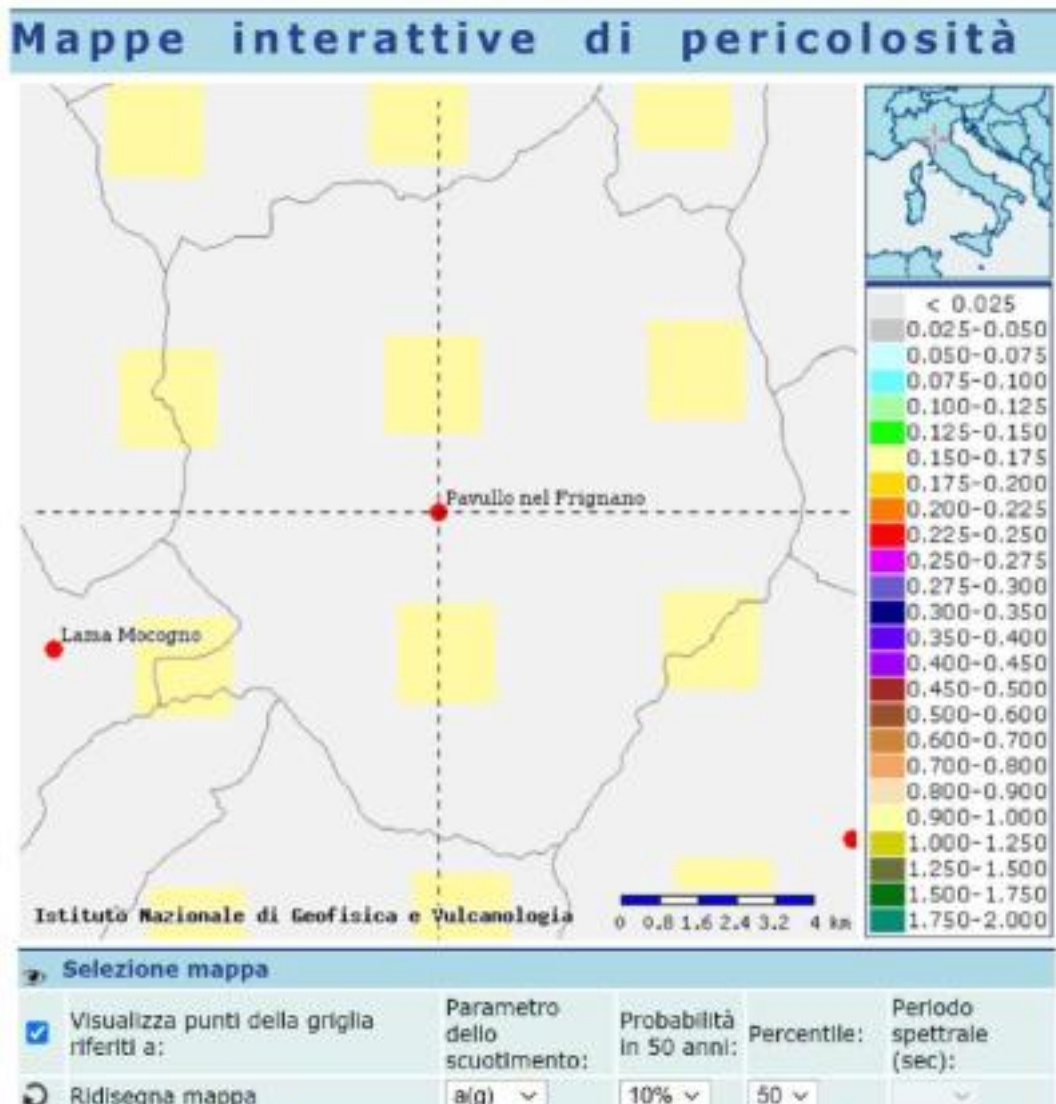 Mappe interattive di pericolosità
Pavullo nel Frignano
Lama Mocogno
Istituto Nazionale di Geofisica e Vulcanologia
0 0.8 1.6 2.4 3.2 4 km
< 0.025
0.025-0.050
0.050-0.075
0.075-0.100
0.100-0.125
0.125-0.150
0.150-0.175
0.175-0.200
0.200-0.225
0.225-0.250
0.250-0.275
0.275-0.300
0.300-0.350
0.350-0.400
0.400-0.450
0.450-0.500
0.500-0.600
0.600-0.700
0.700-0.800
0.800-0.900
0.900-1.000
1.000-1.250
1.250-1.500
1.500-1.750
1.750-2.000
Selezione mappa
Visualizza punti della griglia
riferiti a:
Parametro
dello
scuotimento:
Probabilità
in 50 anni:
Percentile:
Periodo
spettrale
(sec):
Ridisegna mappa
a(g)
10%
50